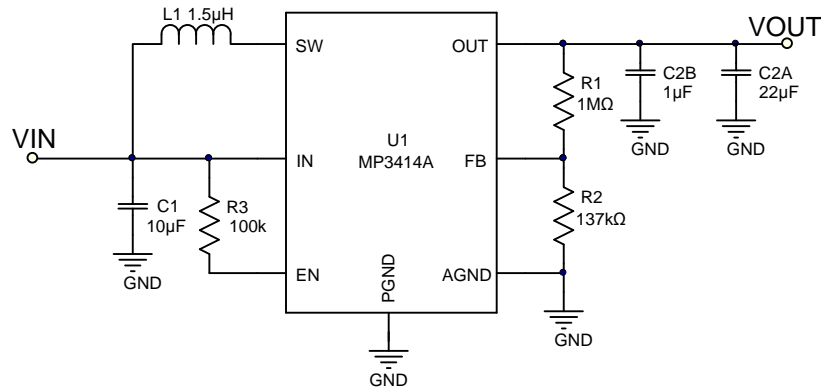 L1 1.5µH
VOUT
SW
OUT
R1
1MΩ
C2B
1µF
C2A
22µF
GND
GND
VIN
IN
U1
MP3414A
FB
C1
10µF
R3
100k
R2
137kΩ
GND
EN
PGND
AGND
GND
GND